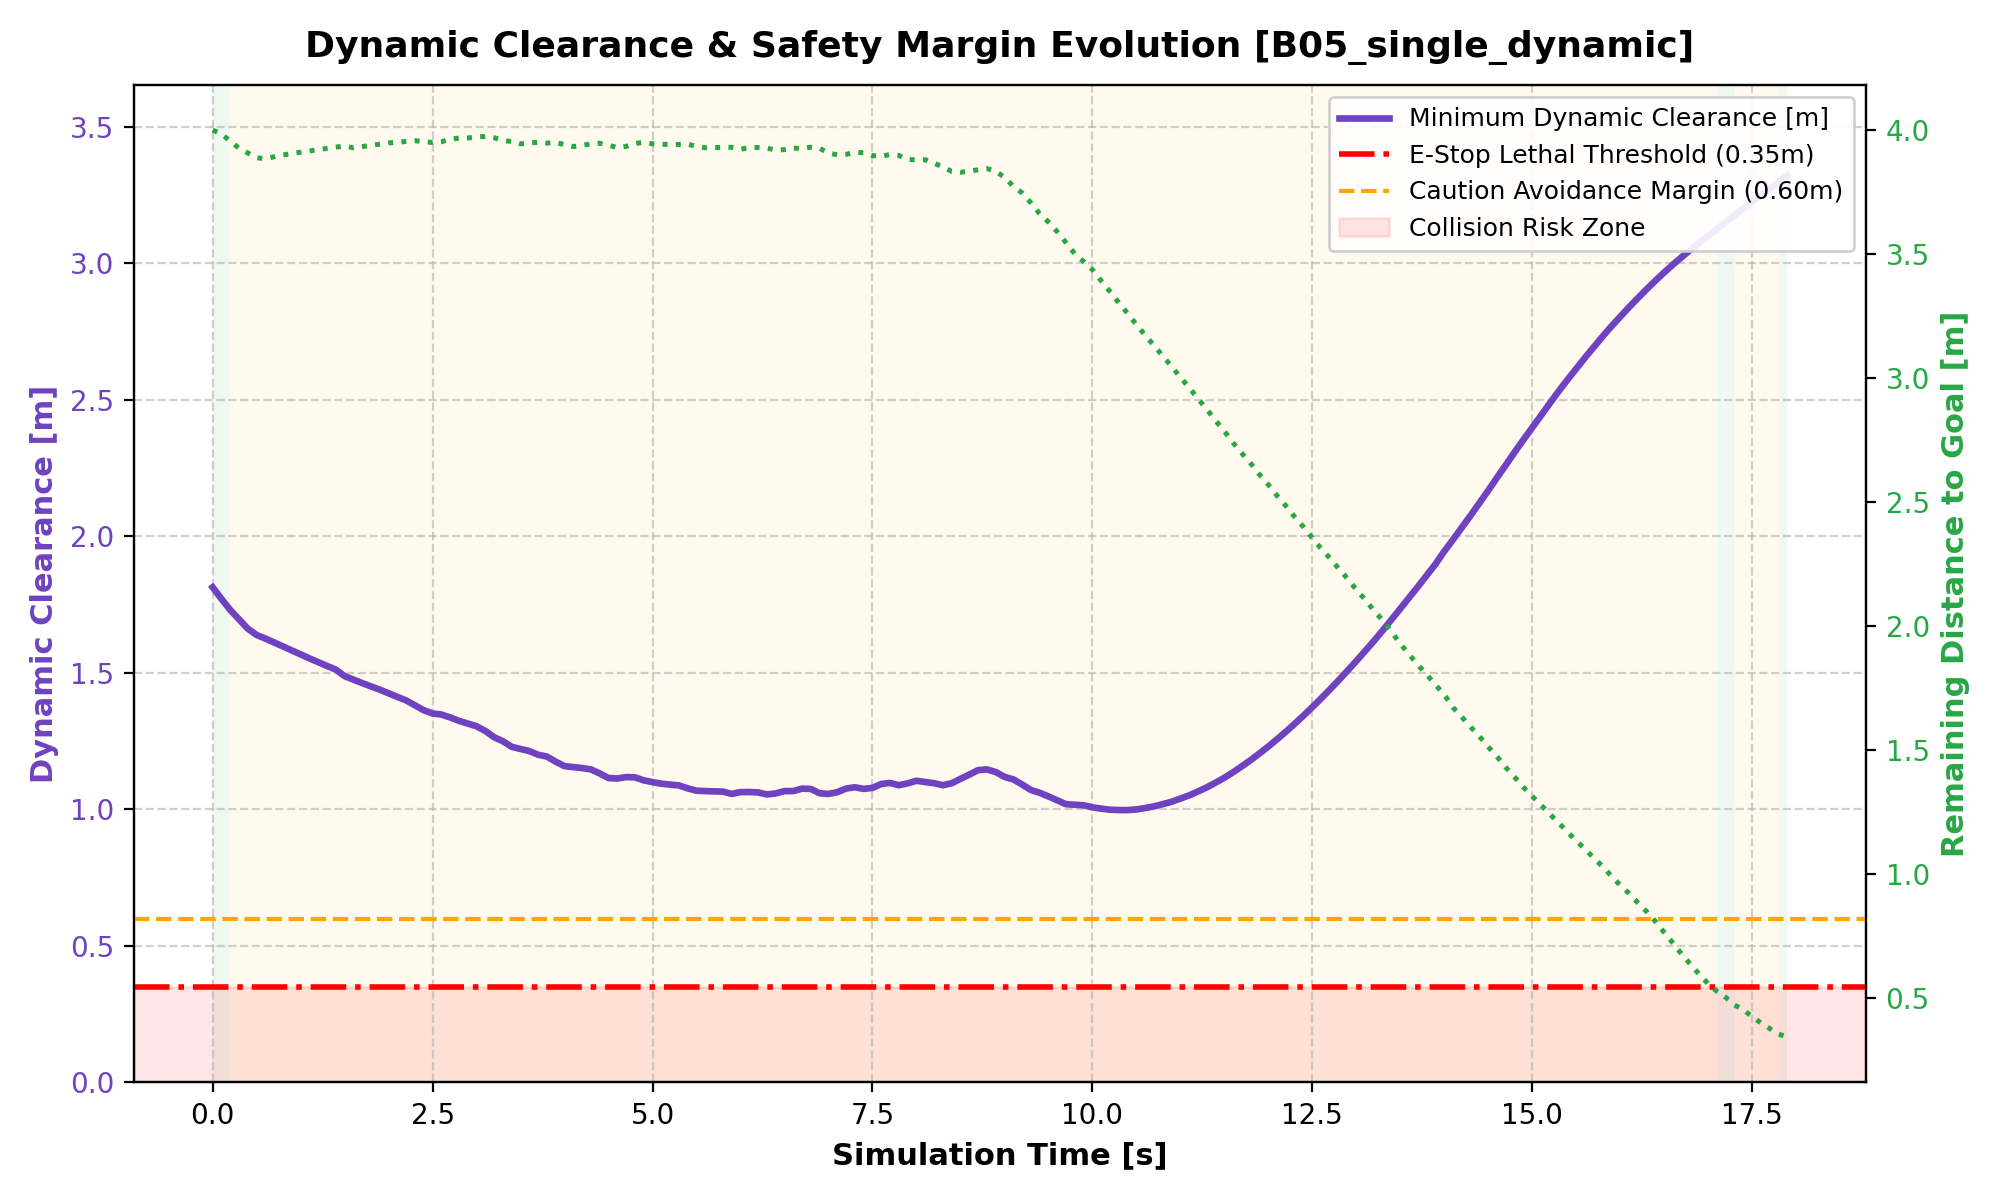 Dynamic Clearance & Safety Margin Evolution [B05_single_dynamic]
Minimum Dynamic Clearance [m]
E-Stop Lethal Threshold (0.35m)
Caution Avoidance Margin (0.60m)
Collision Risk Zone
Dynamic Clearance [m]
3.5
3.0
2.5
2.0
1.5
1.0
0.5
0.0
4.0
3.5
3.0
2.5
2.0
1.5
1.0
0.5
Remaining Distance to Goal [m]
0.0 2.5 5.0 7.5 10.0 12.5 15.0 17.5
Simulation Time [s]